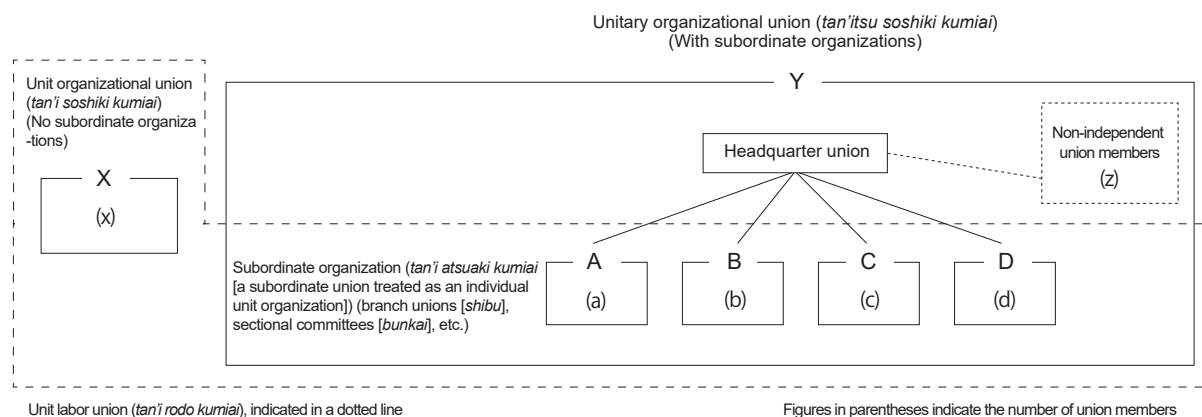 Unitary organizational union (tan'itsu soshiki kumiai)
(With subordinate organizations)
Unit organizational union
(tan'i soshiki kumiai)
(No subordinate organiza
-tions)
X
(x)
Y
Headquarter union
Non-independent
union members
(z)
Subordinate organization (tan'i atsuaki kumiai
[a subordinate union treated as an individual
unit organization]) (branch unions [shibu],
sectional committees [bunkai], etc.)
A
(a)
B
(b)
C
(c)
D
(d)
Unit labor union (tan'i rodo kumiai), indicated in a dotted line
Figures in parentheses indicate the number of union members